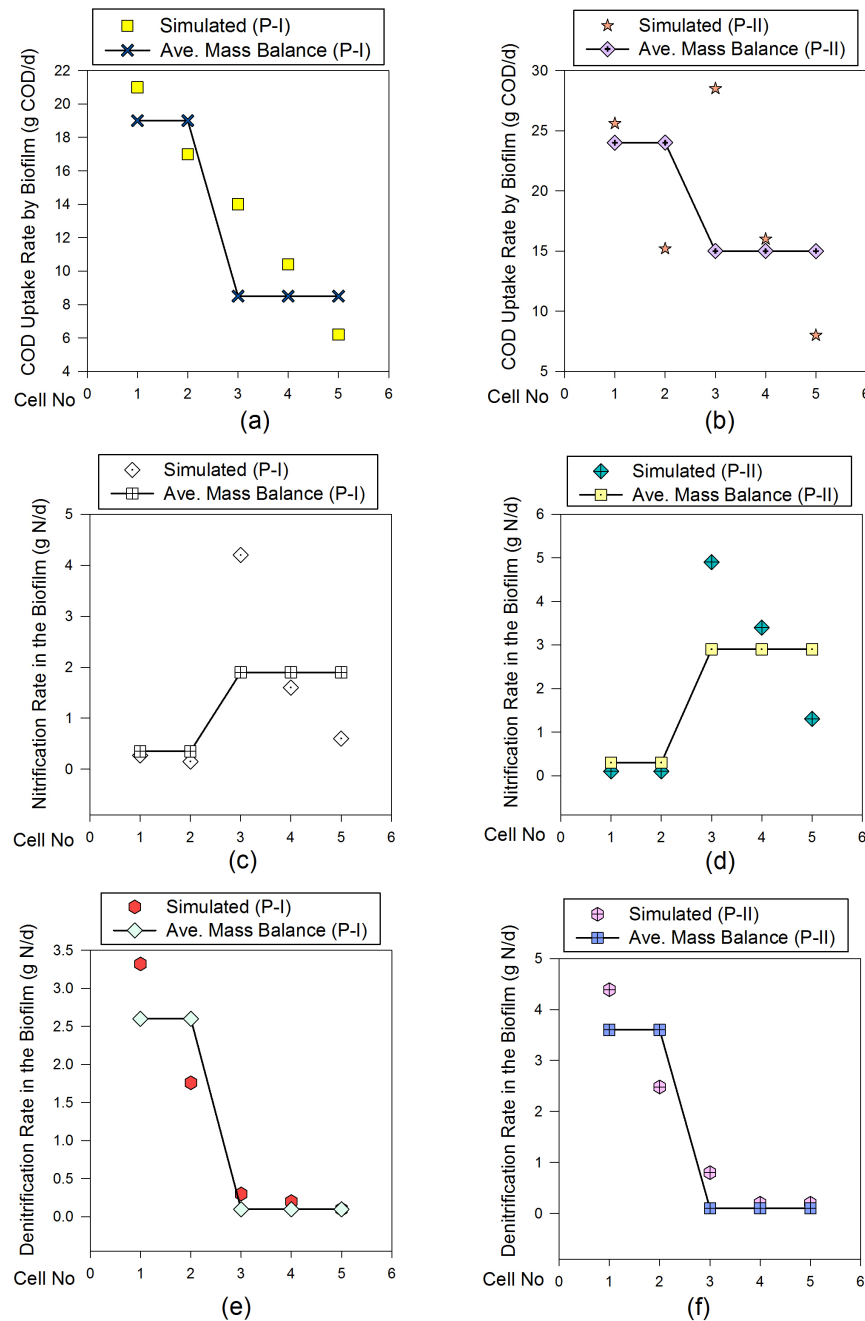 Simulated (P-I)
Ave. Mass Balance (P-I)
COD Uptake Rate by Biofilm (g COD/d)
22
20
18
16
14
12
10
8
6
4
0 1 2 3 4 5 6
Cell No
(a)
Simulated (P-II)
Ave. Mass Balance (P-II)
COD Uptake Rate by Biofilm (g COD/d)
30
25
20
15
10
5
0 1 2 3 4 5 6
Cell No
(b)
Simulated (P-I)
Ave. Mass Balance (P-I)
Nitrification Rate in the Biofilm (g N/d)
5
4
3
2
1
0
0 1 2 3 4 5 6
Cell No
(c)
Simulated (P-II)
Ave. Mass Balance (P-II)
Nitrification Rate in the Biofilm (g N/d)
6
5
4
3
2
1
0
0 1 2 3 4 5 6
Cell No
(d)
Simulated (P-I)
Ave. Mass Balance (P-I)
Denitrification Rate in the Biofilm (g N/d)
3.5
3.0
2.5
2.0
1.5
1.0
0.5
0.0
0 1 2 3 4 5 6
Cell No
(e)
Simulated (P-II)
Ave. Mass Balance (P-II)
Denitrification Rate in the Biofilm (g N/d)
5
4
3
2
1
0
0 1 2 3 4 5 6
Cell No
(f)